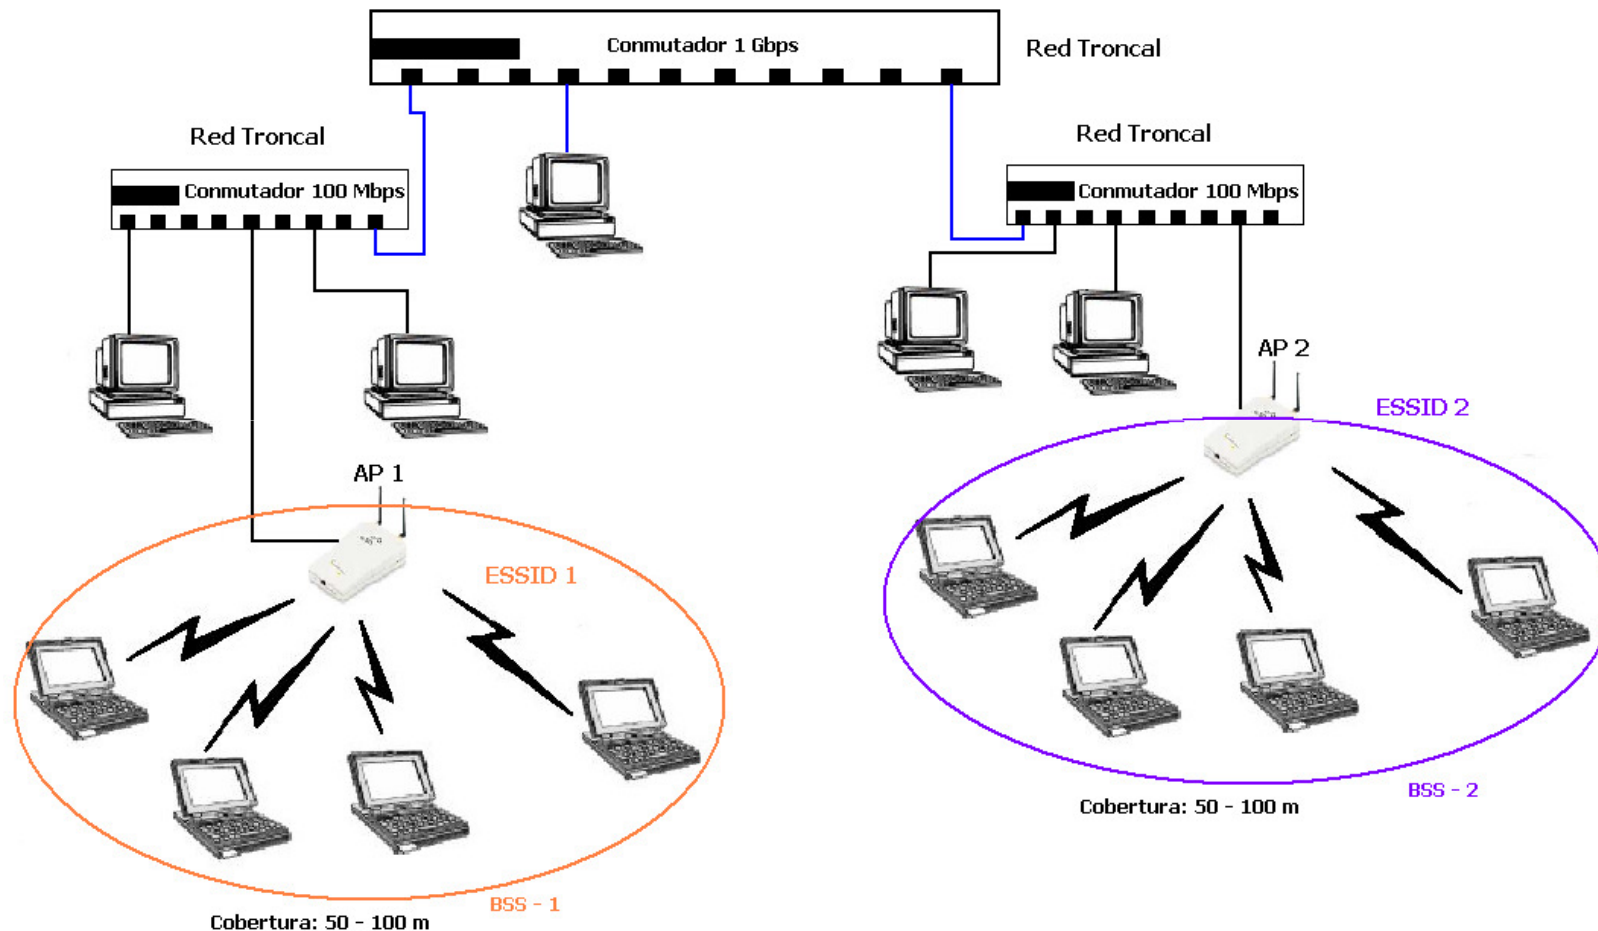 Conmutador 1 Gbps
Red Troncal
Red Troncal
Red Troncal
Conmutador 100 Mbps
Conmutador 100 Mbps
AP 2
ESSID 2
AP 1
ESSID 1
BSS - 2
Cobertura: 50 - 100 m
BSS - 1
Cobertura: 50 - 100 m